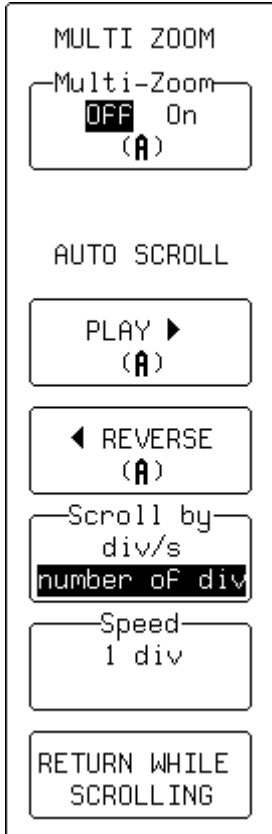 MULTI ZOOM
Multi-Zoom
OFF On
(A)
AUTO SCROLL
PLAY ▶
(A)
◀ REVERSE
(A)
Scroll by
div/s
number of div
Speed
1 div
RETURN WHILE
SCROLLING